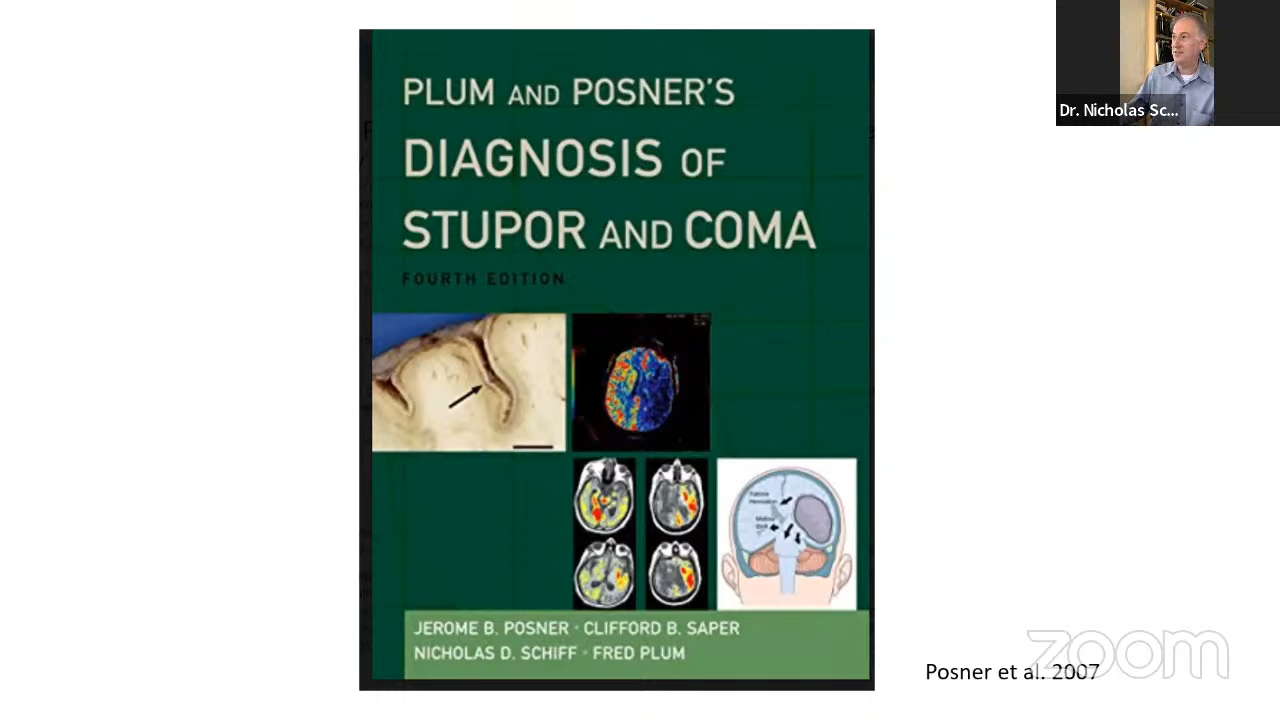 PLUM AND POSNER'S
DIAGNOSIS OF
STUPOR AND COMA
FOURTH EDITION
JEROME B. POSNER • CLIFFORD B. SAPER
NICHOLAS D. SCHIFF • FRED PLUM
Dr. Nicholas Sc...
Posner et al. 2007
zoom